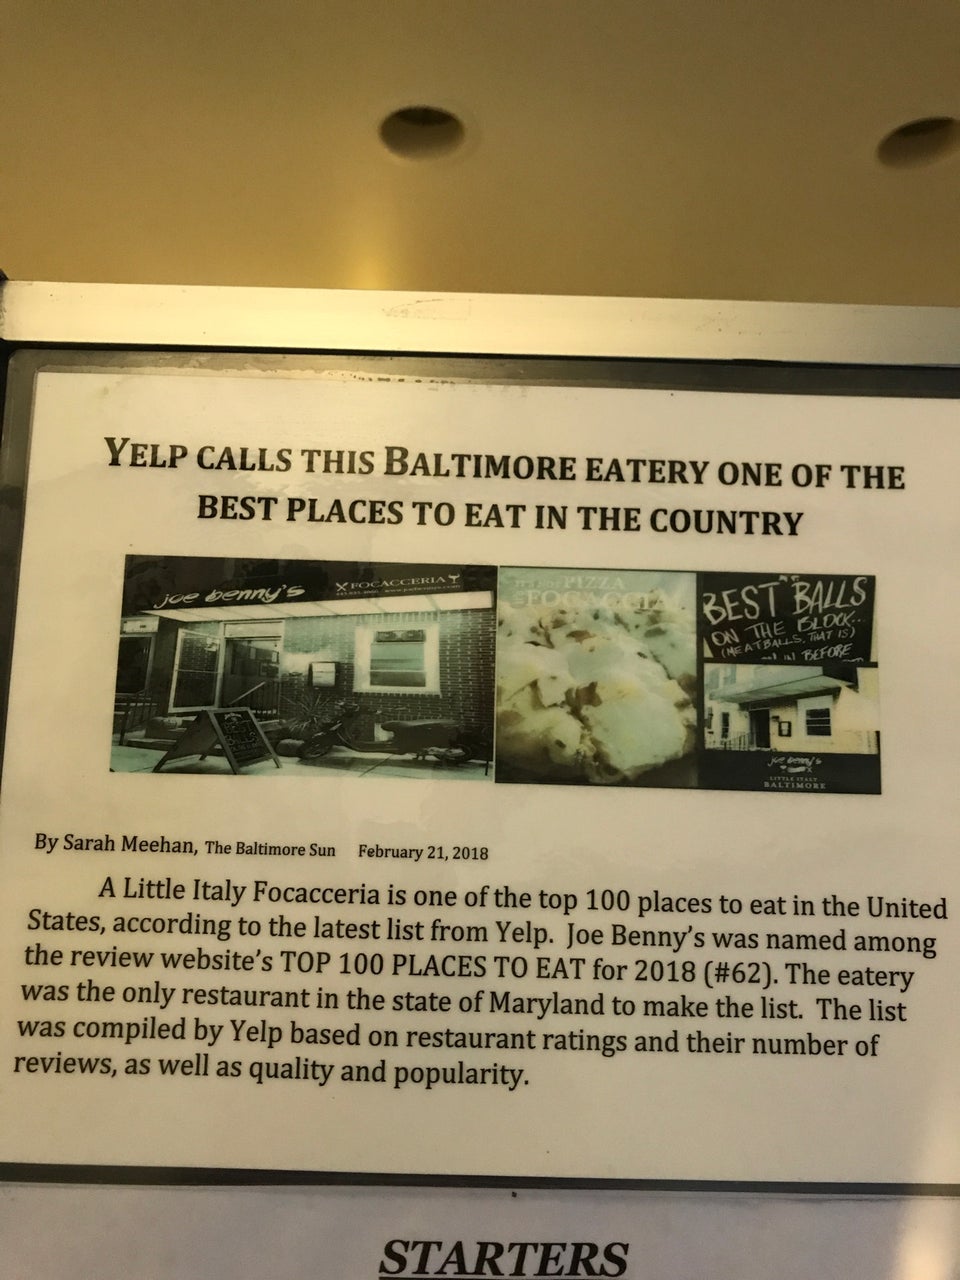 YELP CALLS THIS BALTIMORE EATERY ONE OF THE
BEST PLACES TO EAT IN THE COUNTRY
joe benny's
FOCACCERIA
PIZZA
FOCACCIA
BEST BALLS
ON THE BLOCK...
(MEATBALLS, THAT IS)
IN BEFORE
joe benny's
LITTLE ITALY
BALTIMORE
By Sarah Meehan, The Baltimore Sun February 21, 2018
A Little Italy Focacceria is one of the top 100 places to eat in the United
States, according to the latest list from Yelp. Joe Benny's was named among
the review website's TOP 100 PLACES TO EAT for 2018 (#62). The eatery
was the only restaurant in the state of Maryland to make the list. The list
was compiled by Yelp based on restaurant ratings and their number of
reviews, as well as quality and popularity.
STARTERS